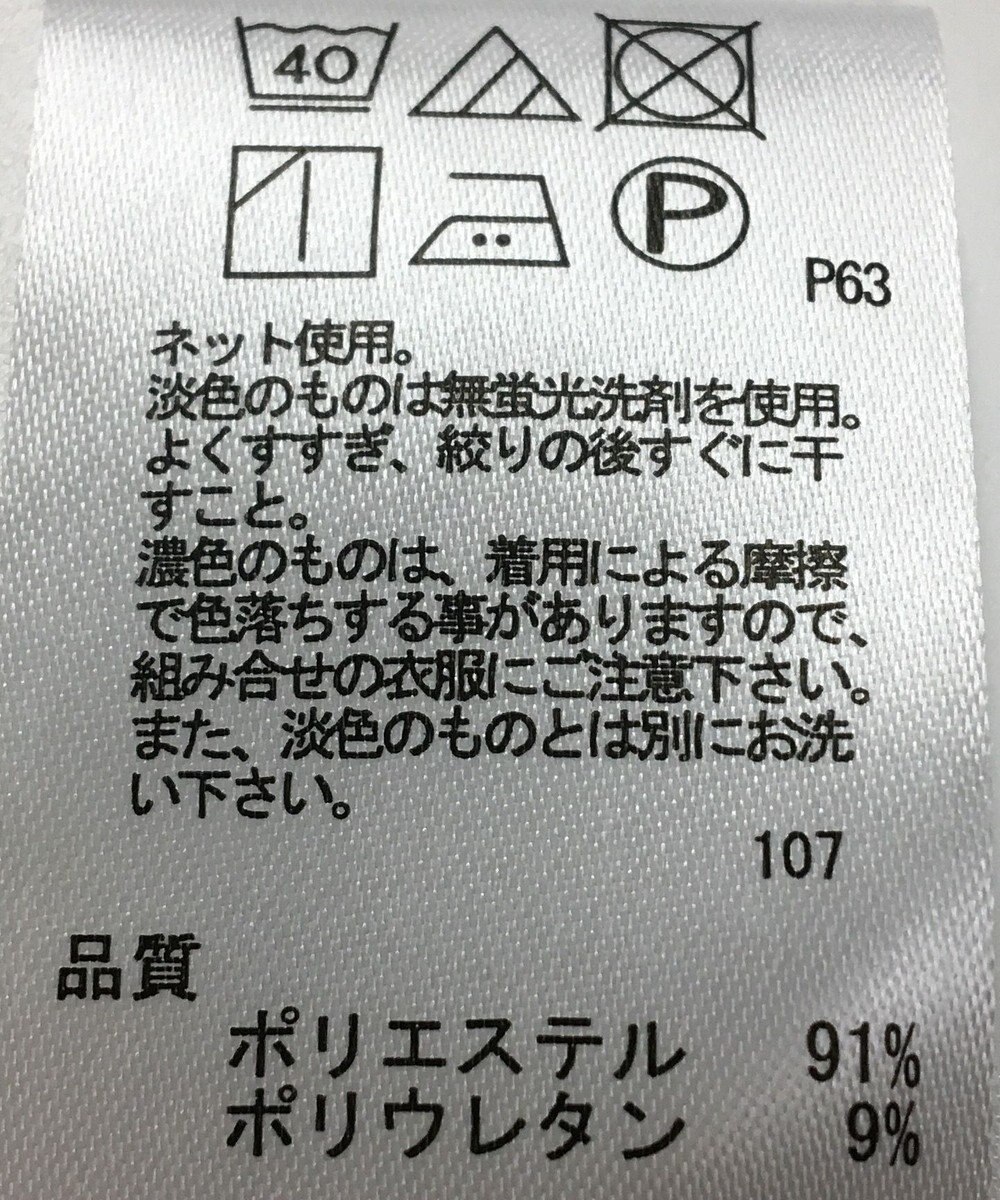 40
P
P63
ネット使用。
淡色のものは無蛍光洗剤を使用。
よくすすぎ、絞りの後すぐに干
すこと。
濃色のものは、着用による摩擦
で色落ちする事がありますので、
組み合せの衣服にご注意下さい。
また、淡色のものとは別にお洗
い下さい。
107
品質
ポリエステル 91%
ポリウレタン 9%